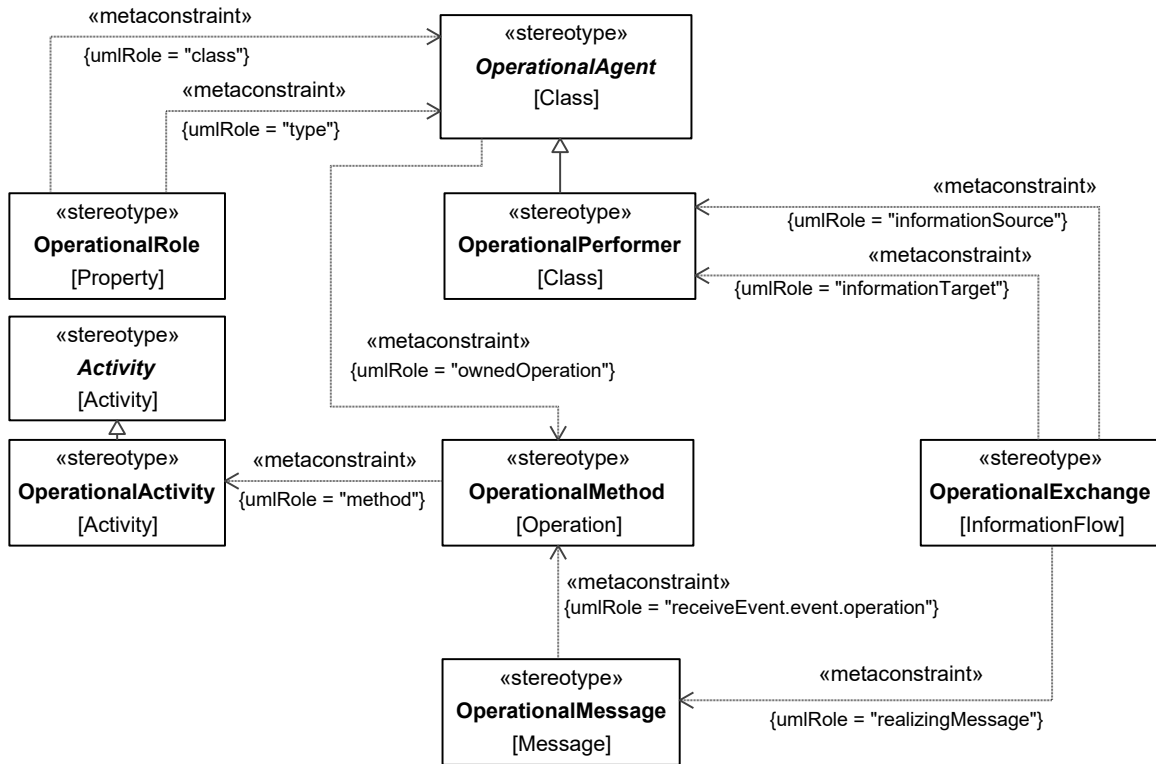 «metaconstraint»
{umlRole = "class"}
«stereotype»
OperationalAgent
[Class]
«metaconstraint»
{umlRole = "type"}
«stereotype»
OperationalRole
[Property]
«stereotype»
OperationalPerformer
[Class]
«metaconstraint»
{umlRole = "informationSource"}
«metaconstraint»
{umlRole = "informationTarget"}
«stereotype»
Activity
[Activity]
«metaconstraint»
{umlRole = "ownedOperation"}
«stereotype»
OperationalActivity
[Activity]
«metaconstraint»
{umlRole = "method"}
«stereotype»
OperationalMethod
[Operation]
«stereotype»
OperationalExchange
[InformationFlow]
«metaconstraint»
{umlRole = "receiveEvent.event.operation"}
«stereotype»
OperationalMessage
[Message]
«metaconstraint»
{umlRole = "realizingMessage"}